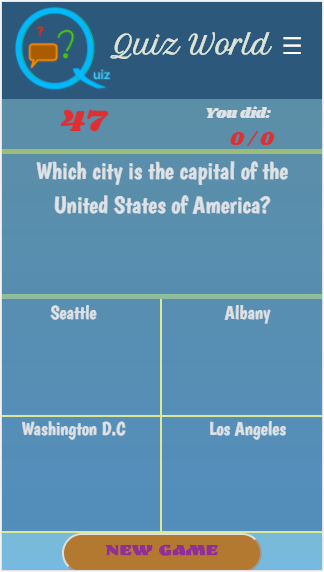 Quiz World
? ?
uiz
47
You did:
0/0
Which city is the capital of the
United States of America?
Seattle
Albany
Washington D.C
Los Angeles
NEW GAME